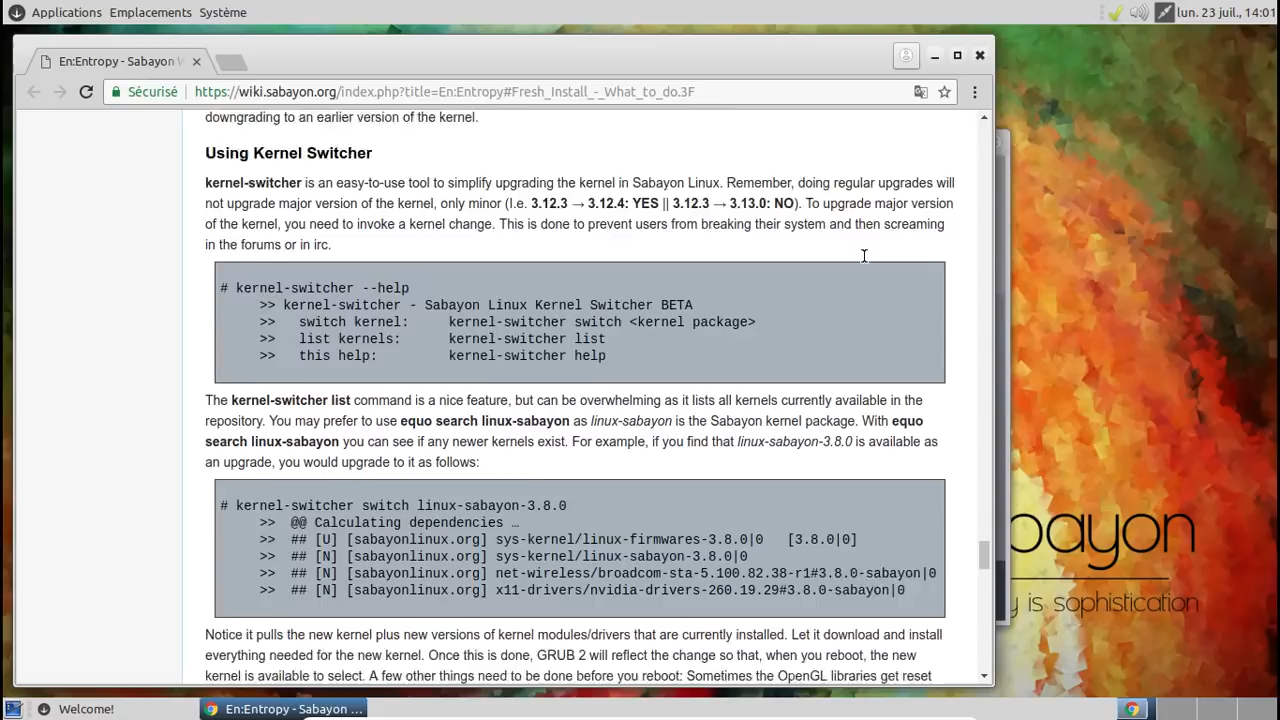 Applications Emplacements Système
lun. 23 juil., 14:01
En:Entropy - Sabayon
Sécurisé https://wiki.sabayon.org/index.php?title=En:Entropy#Fresh_Install_-_What_to_do.3F
downgrading to an earlier version of the kernel.
Using Kernel Switcher
kernel-switcher is an easy-to-use tool to simplify upgrading the kernel in Sabayon Linux. Remember, doing regular upgrades will
not upgrade major version of the kernel, only minor (I.e. 3.12.3 → 3.12.4: YES || 3.12.3 → 3.13.0: NO). To upgrade major version
of the kernel, you need to invoke a kernel change. This is done to prevent users from breaking their system and then screaming
in the forums or in irc.
# kernel-switcher --help
>> kernel-switcher - Sabayon Linux Kernel Switcher BETA
>> switch kernel: kernel-switcher switch <kernel package>
>> list kernels: kernel-switcher list
>> this help: kernel-switcher help
The kernel-switcher list command is a nice feature, but can be overwhelming as it lists all kernels currently available in the
repository. You may prefer to use equo search linux-sabayon as linux-sabayon is the Sabayon kernel package. With equo
search linux-sabayon you can see if any newer kernels exist. For example, if you find that linux-sabayon-3.8.0 is available as
an upgrade, you would upgrade to it as follows:
# kernel-switcher switch linux-sabayon-3.8.0
>> @@ Calculating dependencies …
>> ## [U] [sabayonlinux.org] sys-kernel/linux-firmwares-3.8.0|0 [3.8.0|0]
>> ## [N] [sabayonlinux.org] sys-kernel/linux-sabayon-3.8.0|0
>> ## [N] [sabayonlinux.org] net-wireless/broadcom-sta-5.100.82.38-r1#3.8.0-sabayon|0
>> ## [N] [sabayonlinux.org] x11-drivers/nvidia-drivers-260.19.29#3.8.0-sabayon|0
Notice it pulls the new kernel plus new versions of kernel modules/drivers that are currently installed. Let it download and install
everything needed for the new kernel. Once this is done, GRUB 2 will reflect the change so that, when you reboot, the new
kernel is available to select. A few other things need to be done before you reboot: Sometimes the OpenGL libraries get reset
abayon
y is sophistication
Welcome!
En:Entropy - Sabayon ...